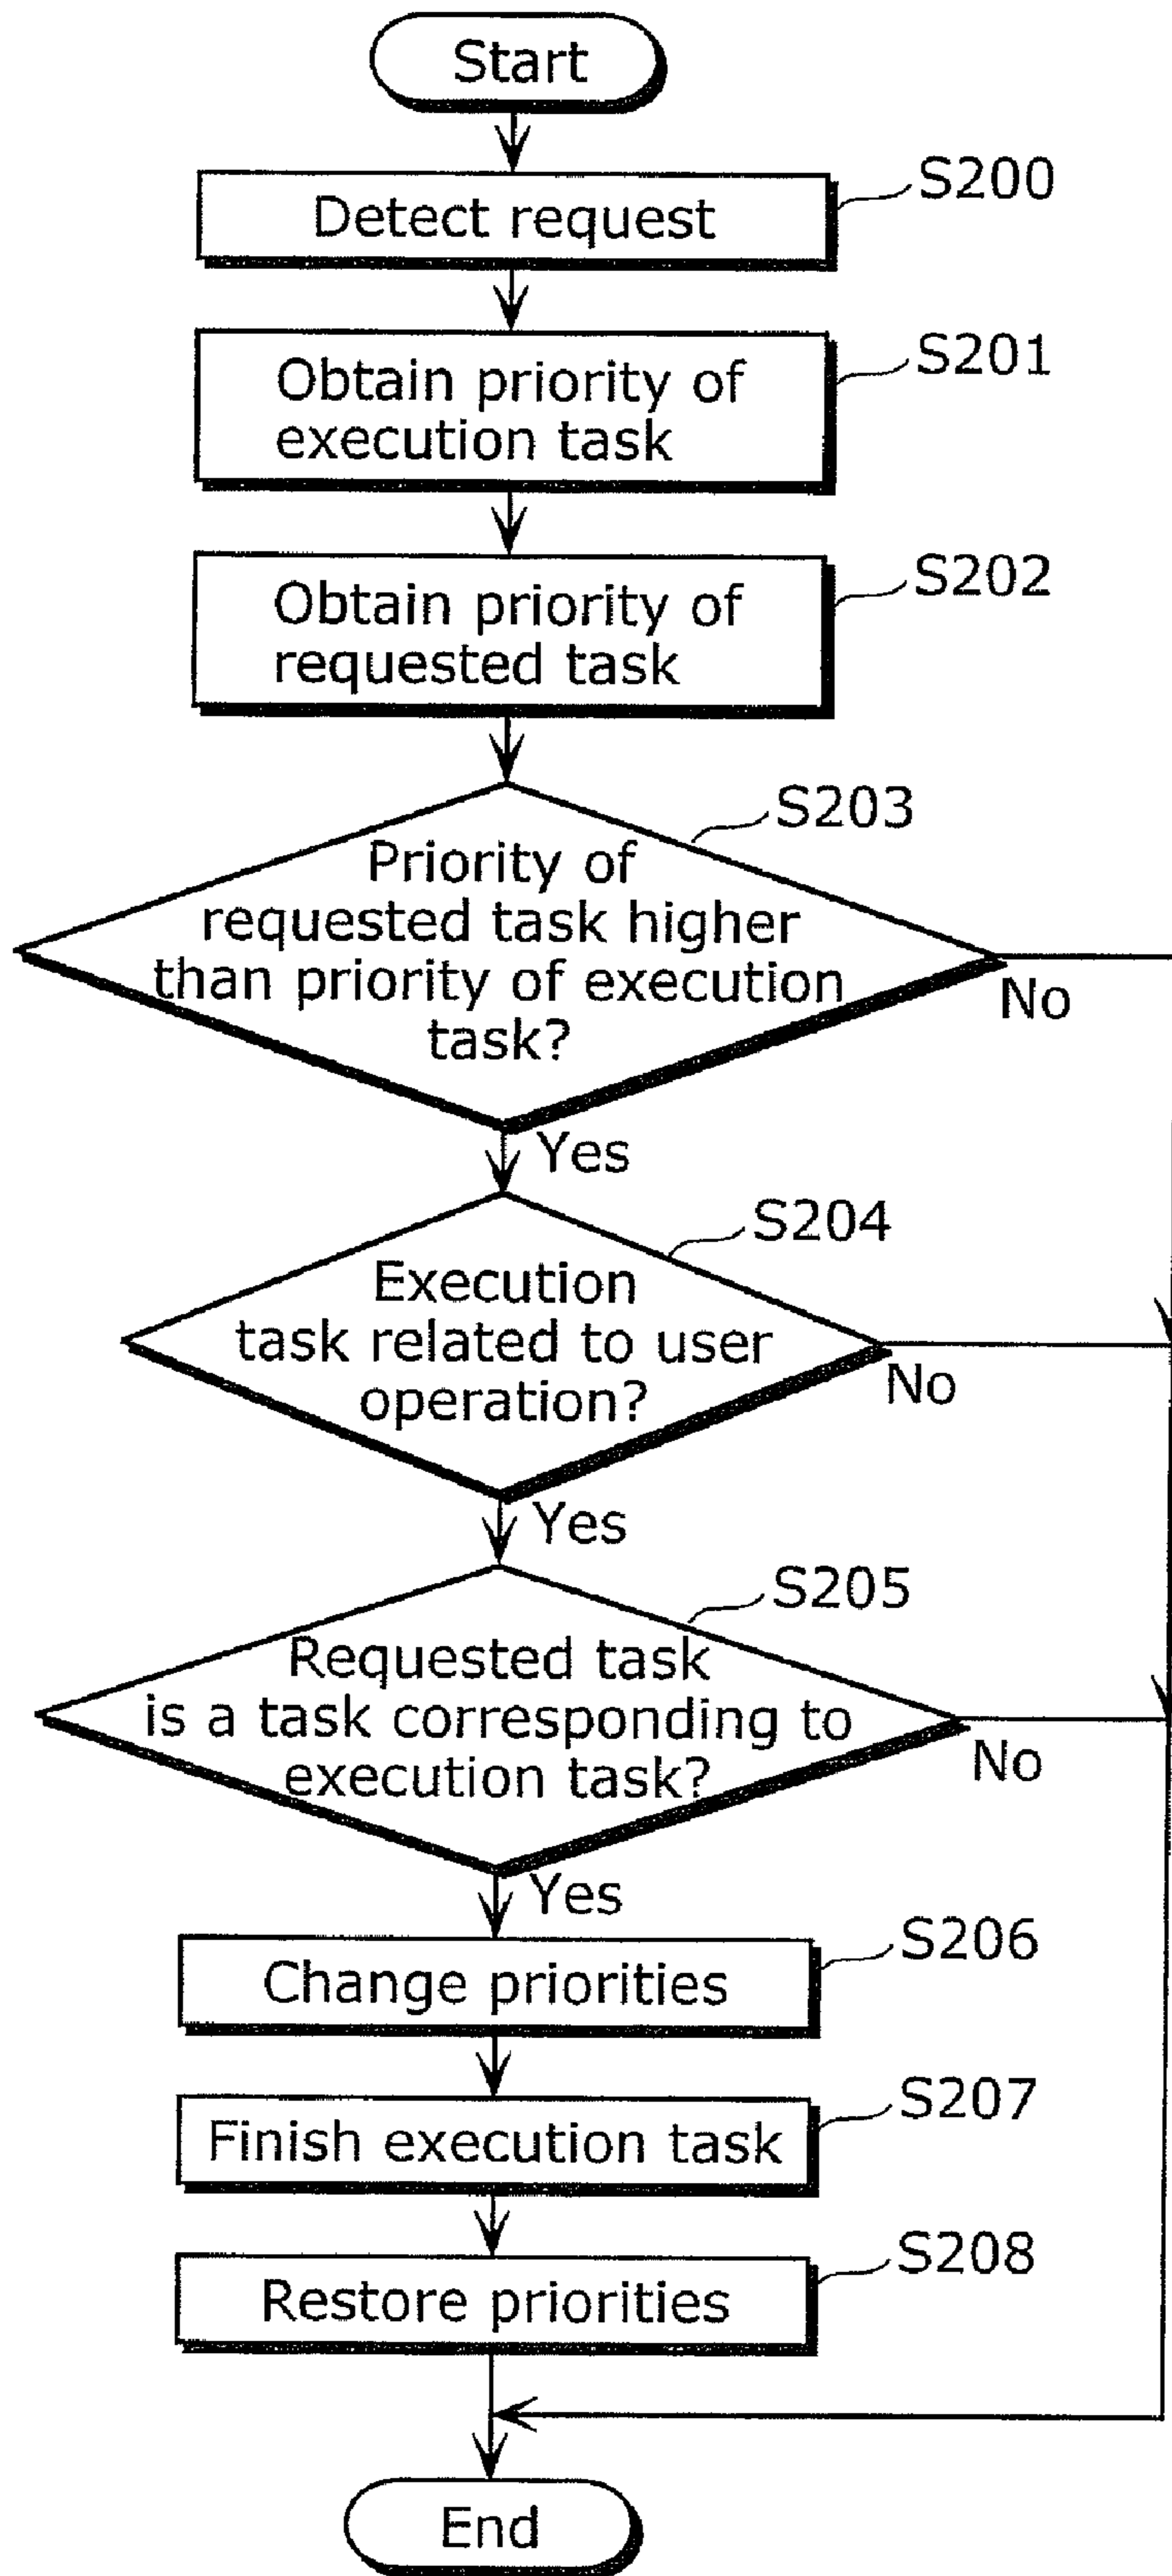 Start
S200
Detect request
S201
Obtain priority of
execution task
S202
Obtain priority of
requested task
S203
Priority of
requested task higher
than priority of execution
task?
No
Yes
S204
Execution
task related to user
operation?
No
Yes
S205
Requested task
is a task corresponding to
execution task?
No
Yes
S206
Change priorities
S207
Finish execution task
S208
Restore priorities
End